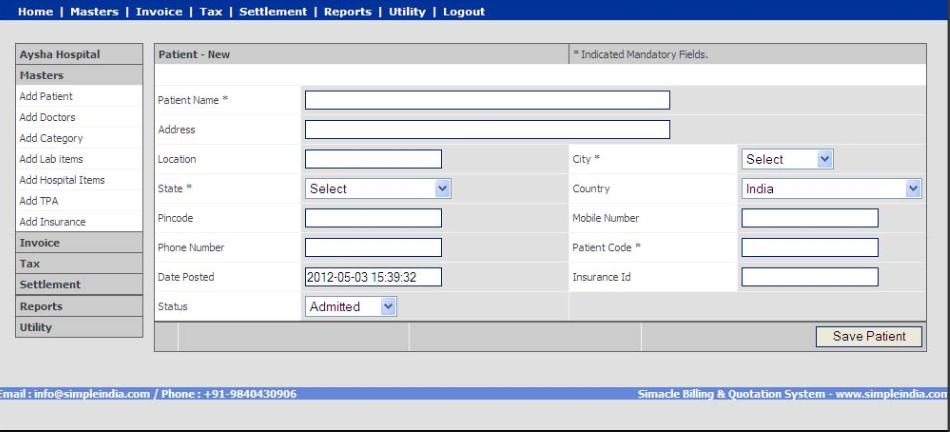 Home | Masters | Invoice | Tax | Settlement | Reports | Utility | Logout
Aysha Hospital
Masters
Add Patient
Add Doctors
Add Category
Add Lab items
Add Hospital Items
Add TPA
Add Insurance
Invoice
Tax
Settlement
Reports
Utility
Patient - New * Indicated Mandatory Fields.
Patient Name *
Address
Location City * Select
State * Select Country India
Pincode Mobile Number
Phone Number Patient Code *
Date Posted 2012-05-03 15:39:32 Insurance Id
Status Admitted
Save Patient
Email : info@simpleindia.com / Phone : +91-9840430906 Simacle Billing & Quotation System - www.simpleindia.com